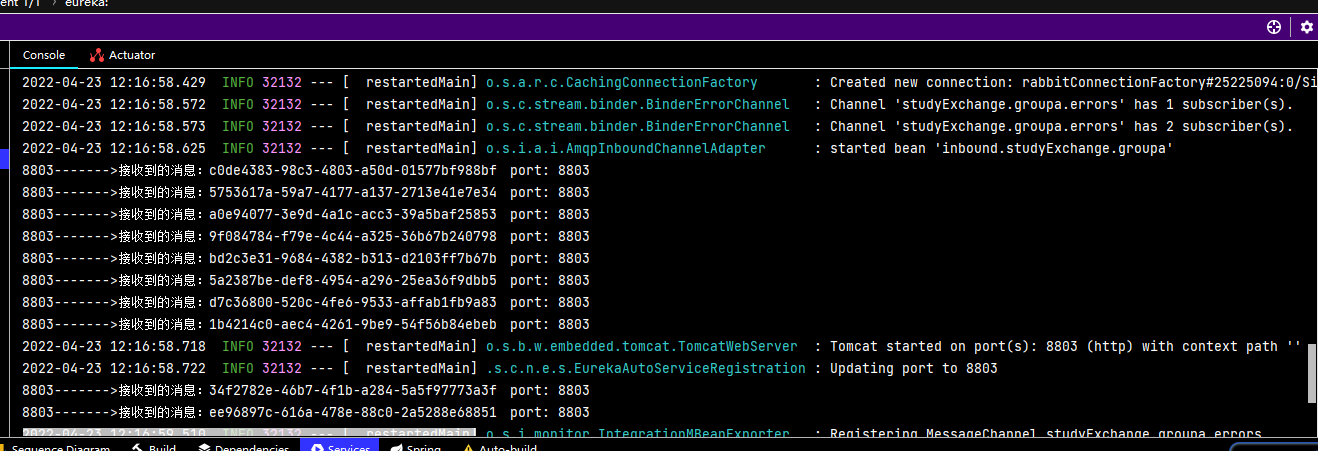 ent 1/1 > eureka:
Console Actuator
2022-04-23 12:16:58.429 INFO 32132 --- [ restartedMain] o.s.a.r.c.CachingConnectionFactory : Created new connection: rabbitConnectionFactory#25225094:0/Si
2022-04-23 12:16:58.572 INFO 32132 --- [ restartedMain] o.s.c.stream.binder.BinderErrorChannel : Channel 'studyExchange.groupa.errors' has 1 subscriber(s).
2022-04-23 12:16:58.573 INFO 32132 --- [ restartedMain] o.s.c.stream.binder.BinderErrorChannel : Channel 'studyExchange.groupa.errors' has 2 subscriber(s).
2022-04-23 12:16:58.625 INFO 32132 --- [ restartedMain] o.s.i.a.i.AmqpInboundChannelAdapter : started bean 'inbound.studyExchange.groupa'
8803------->接收到的消息：c0de4383-98c3-4803-a50d-01577bf988bf port: 8803
8803------->接收到的消息：5753617a-59a7-4177-a137-2713e41e7e34 port: 8803
8803------->接收到的消息：a0e94077-3e9d-4a1c-acc3-39a5baf25853 port: 8803
8803------->接收到的消息：9f084784-f79e-4c44-a325-36b67b240798 port: 8803
8803------->接收到的消息：bd2c3e31-9684-4382-b313-d2103ff7b67b port: 8803
8803------->接收到的消息：5a2387be-def8-4954-a296-25ea36f9dbb5 port: 8803
8803------->接收到的消息：d7c36800-520c-4fe6-9533-affab1fb9a83 port: 8803
8803------->接收到的消息：1b4214c0-aec4-4261-9be9-54f56b84ebeb port: 8803
2022-04-23 12:16:58.718 INFO 32132 --- [ restartedMain] o.s.b.w.embedded.tomcat.TomcatWebServer : Tomcat started on port(s): 8803 (http) with context path ''
2022-04-23 12:16:58.722 INFO 32132 --- [ restartedMain] .s.c.n.e.s.EurekaAutoServiceRegistration : Updating port to 8803
8803------->接收到的消息：34f2782e-46b7-4f1b-a284-5a5f97773a3f port: 8803
8803------->接收到的消息：ee96897c-616a-478e-88c0-2a5288e68851 port: 8803
2022-04-23 12:16:59.510 INFO 32132 --- [ restartedMain] o.s.i.monitor.IntegrationMBeanExporter : Registering MessageChannel studyExchange.groupa.errors
Sequence Diagram Build Dependencies Services Spring Auto-build